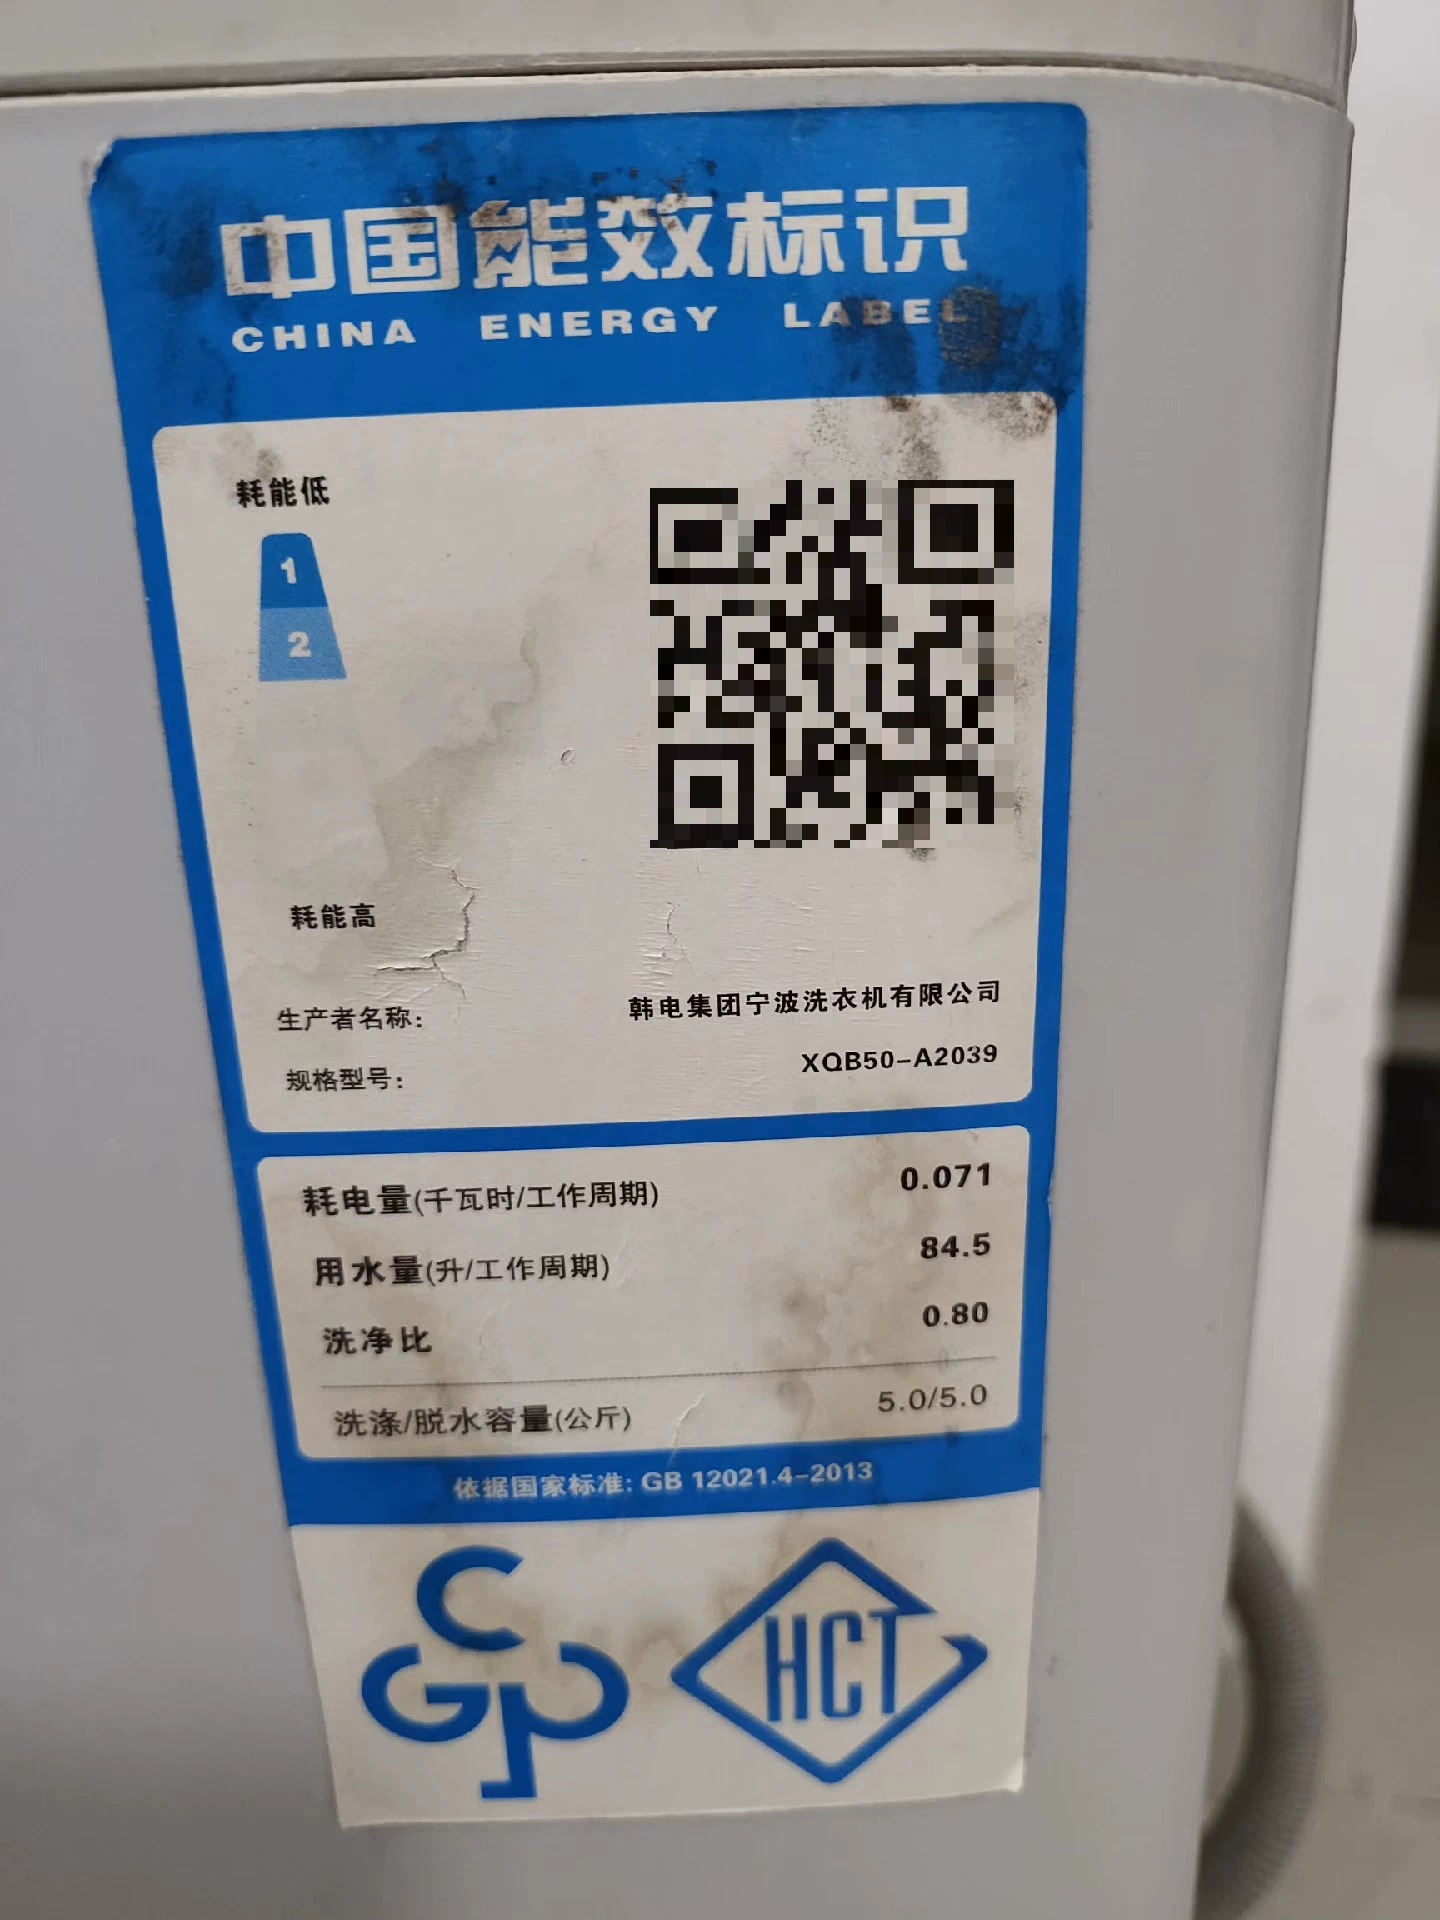 中国能效标识
CHINA ENERGY LABEL
耗能低
1
2
耗能高
生产者名称: 韩电集团宁波洗衣机有限公司
规格型号: XQB50-A2039
耗电量(千瓦时/工作周期) 0.071
用水量(升/工作周期) 84.5
洗净比 0.80
洗涤/脱水容量(公斤) 5.0/5.0
依据国家标准: GB 12021.4-2013
CGP
HCT